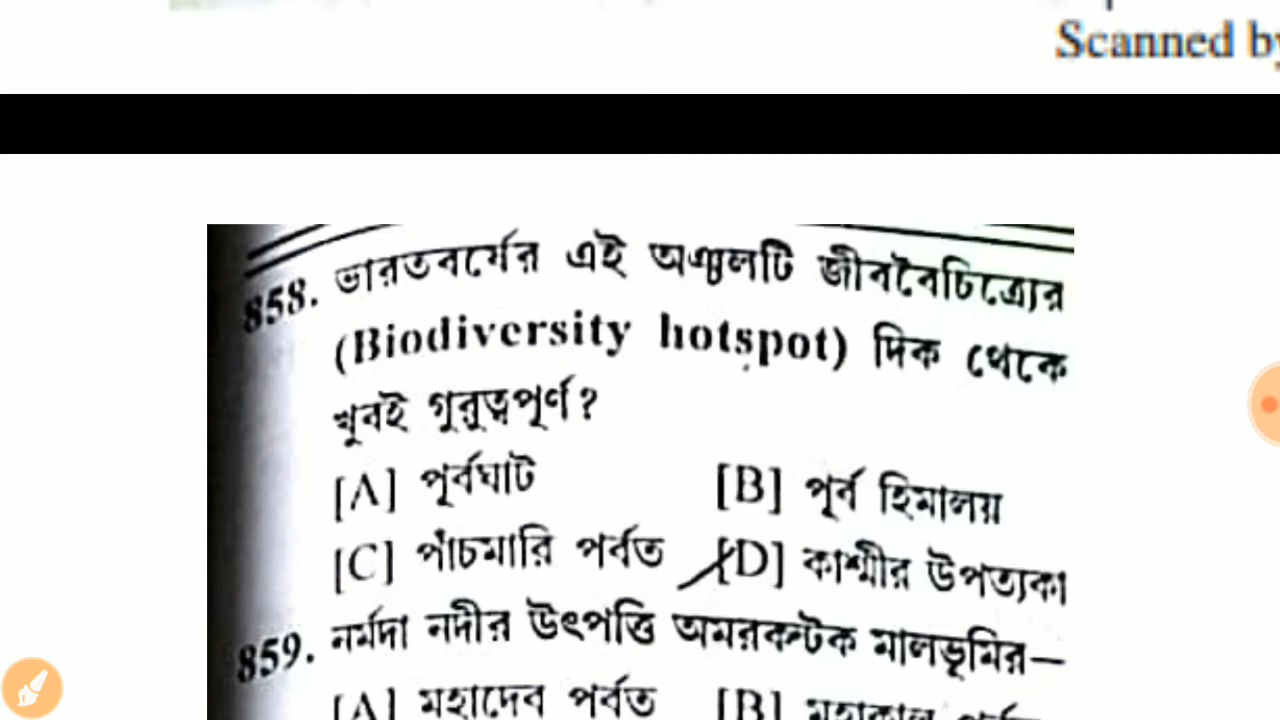 Scanned by
858. ভারতবর্ষের এই অঞ্চলটি জীববৈচিত্র্যের
(Biodiversity hotspot) দিক থেকে
খুবই গুরুত্বপূর্ণ?
[A] পূর্বঘাট [B] পূর্ব হিমালয়
[C] পাঁচমারি পর্বত [D] কাশ্মীর উপত্যকা
859. নর্মদা নদীর উৎপত্তি অমরকন্টক মালভূমির—
[A] মহাদেব পর্বত [B] মহাকাল